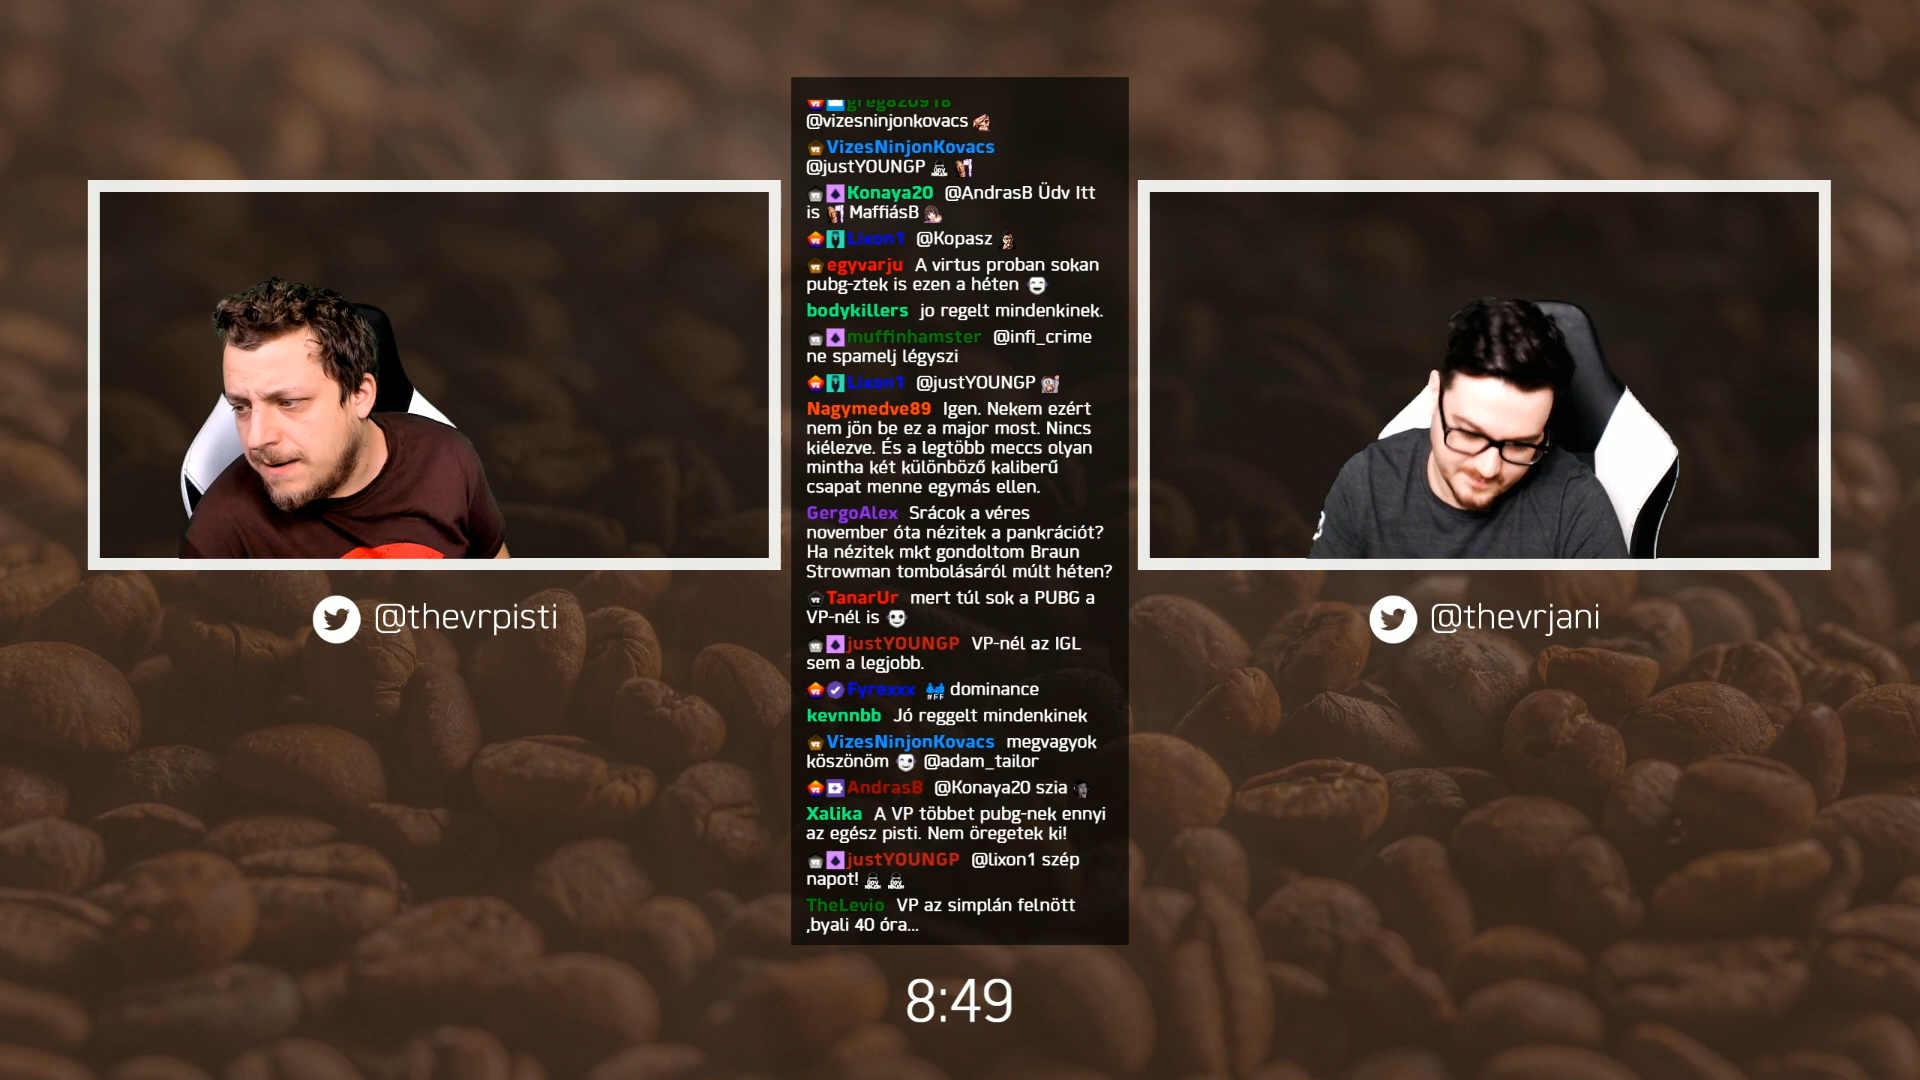 greg820918
@vizesninjonkovacs
VizesNinjonKovacs
@justYOUNGP
Konaya20 @AndrasB Üdv Itt
is MaffiásB
Lixon1 @Kopasz
egyvarju A virtus proban sokan
pubg-ztek is ezen a héten
bodykillers jo regelt mindenkinek.
muffinhamster @infi_crime
ne spamelj légyszi
Lixon1 @justYOUNGP
Nagymedve89 Igen. Nekem ezért
nem jön be ez a major most. Nincs
kiélezve. És a legtöbb meccs olyan
mintha két különböző kaliberű
csapat menne egymás ellen.
GergoAlex Srácok a véres
november óta nézitek a pankrációt?
Ha nézitek mkt gondoltom Braun
Strowman tombolásáról múlt héten?
TanarUr mert túl sok a PUBG a
VP-nél is
justYOUNGP VP-nél az IGL
sem a legjobb.
Fyrexxx #FF dominance
kevnnbb Jó reggelt mindenkinek
VizesNinjonKovacs megvagyok
köszönöm @adam_tailor
AndrasB @Konaya20 szia
Xalika A VP többet pubg-nek ennyi
az egész pisti. Nem öregetek ki!
justYOUNGP @lixon1 szép
napot!
TheLevio VP az simplán felnőtt
,byali 40 óra...
@thevrpisti
@thevrjani
8:49